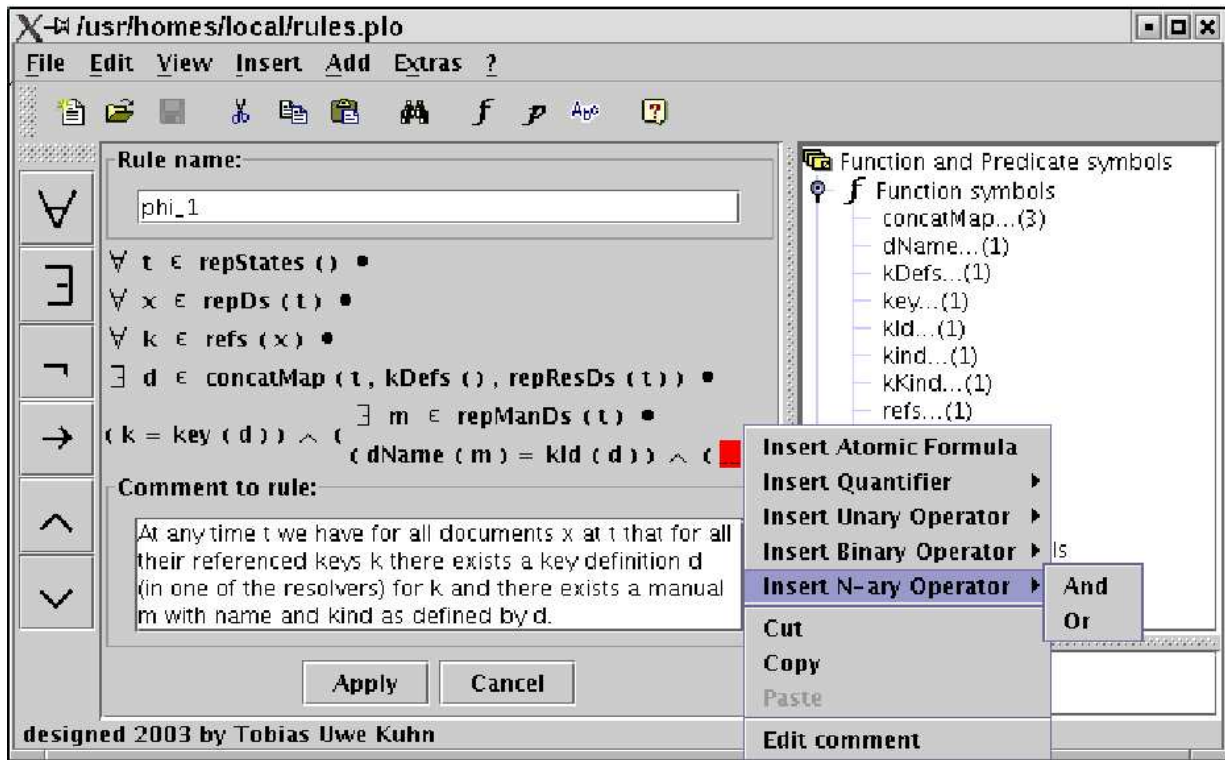 /usr/homes/local/rules.plo
File Edit View Insert Add Extras ?
f p Abc ?
Rule name:
phi_1
∀
∃
¬
→
∧
∨
∀ t ∈ repStates () •
∀ x ∈ repDs ( t ) •
∀ k ∈ refs ( x ) •
∃ d ∈ concatMap ( t , kDefs () , repResDs ( t ) ) •
∃ m ∈ repManDs ( t ) •
( k = key ( d ) ) ∧ (
( dName ( m ) = kId ( d ) ) ∧ (
Comment to rule:
At any time t we have for all documents x at t that for all
their referenced keys k there exists a key definition d
(in one of the resolvers) for k and there exists a manual
m with name and kind as defined by d.
Apply Cancel
designed 2003 by Tobias Uwe Kuhn
Function and Predicate symbols
f Function symbols
concatMap...(3)
dName...(1)
kDefs...(1)
key...(1)
kId...(1)
kind...(1)
kKind...(1)
refs...(1)
Insert Atomic Formula
Insert Quantifier
Insert Unary Operator
Insert Binary Operator
Insert N-ary Operator
Cut
Copy
Paste
Edit comment
And
Or